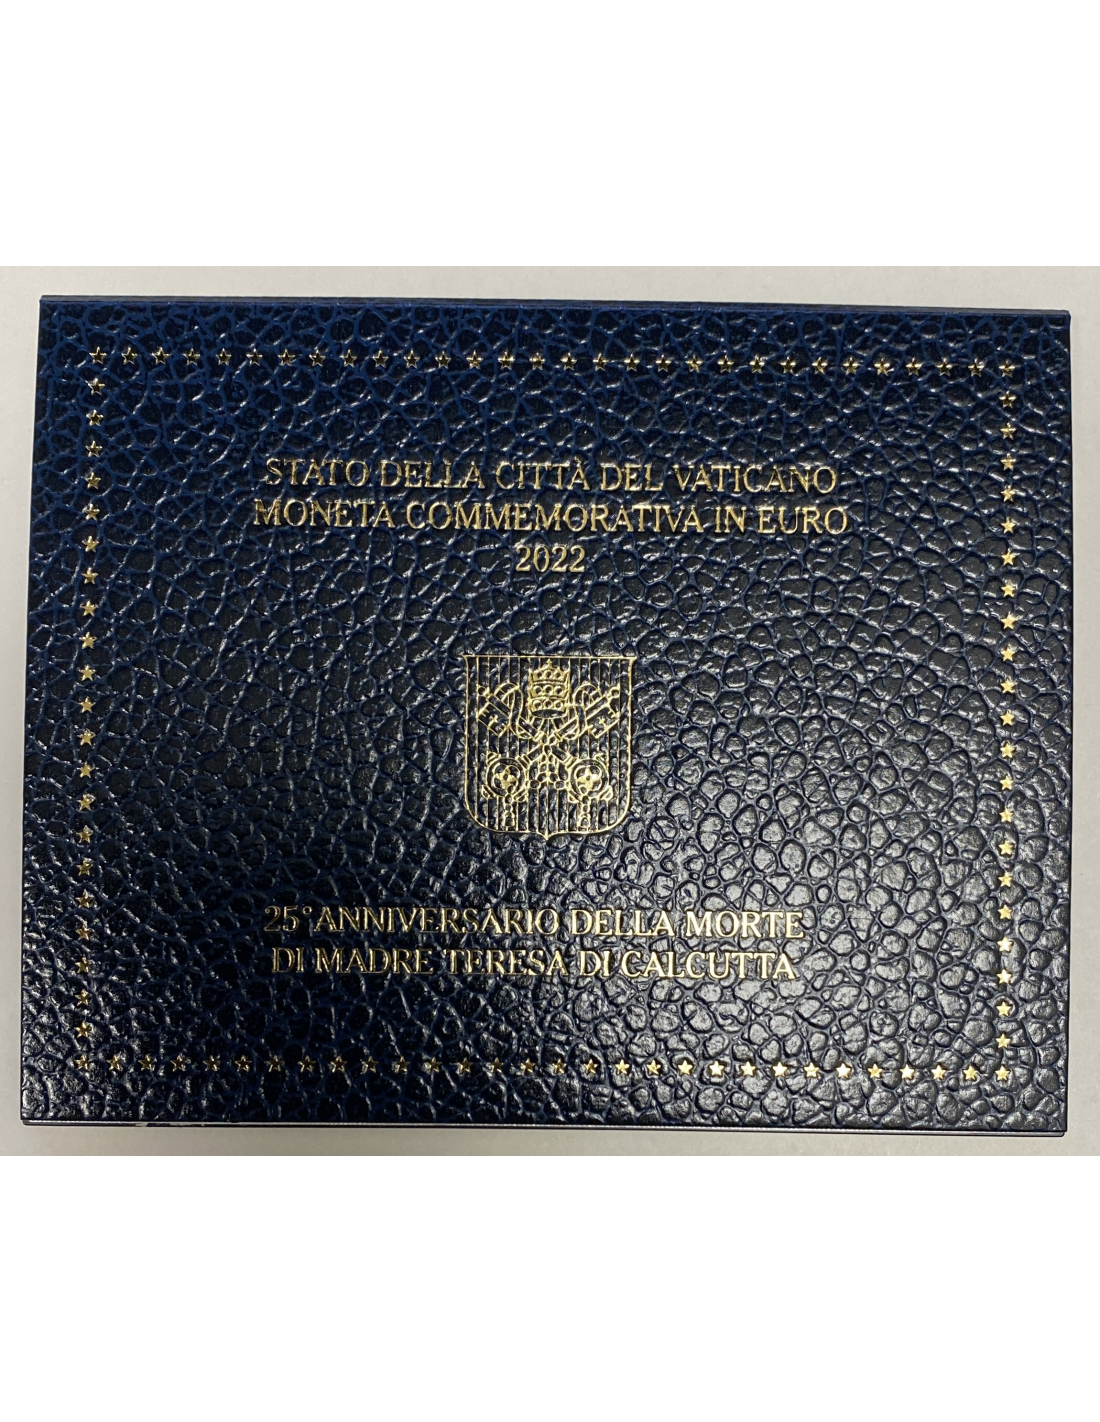 STATO DELLA CITTÀ DEL VATICANO
MONETA COMMEMORATIVA IN EURO
2022
25° ANNIVERSARIO DELLA MORTE
DI MADRE TERESA DI CALCUTTA